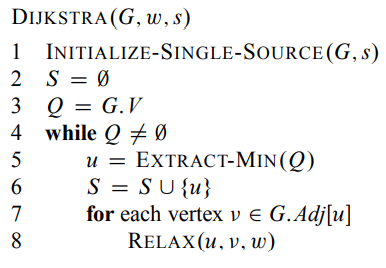 DIJKSTRA(G, w, s)
1 INITIALIZE-SINGLE-SOURCE(G, s)
2 S = ∅
3 Q = G.V
4 while Q ≠ ∅
5 u = EXTRACT-MIN(Q)
6 S = S ∪ {u}
7 for each vertex v ∈ G.Adj[u]
8 RELAX(u, v, w)